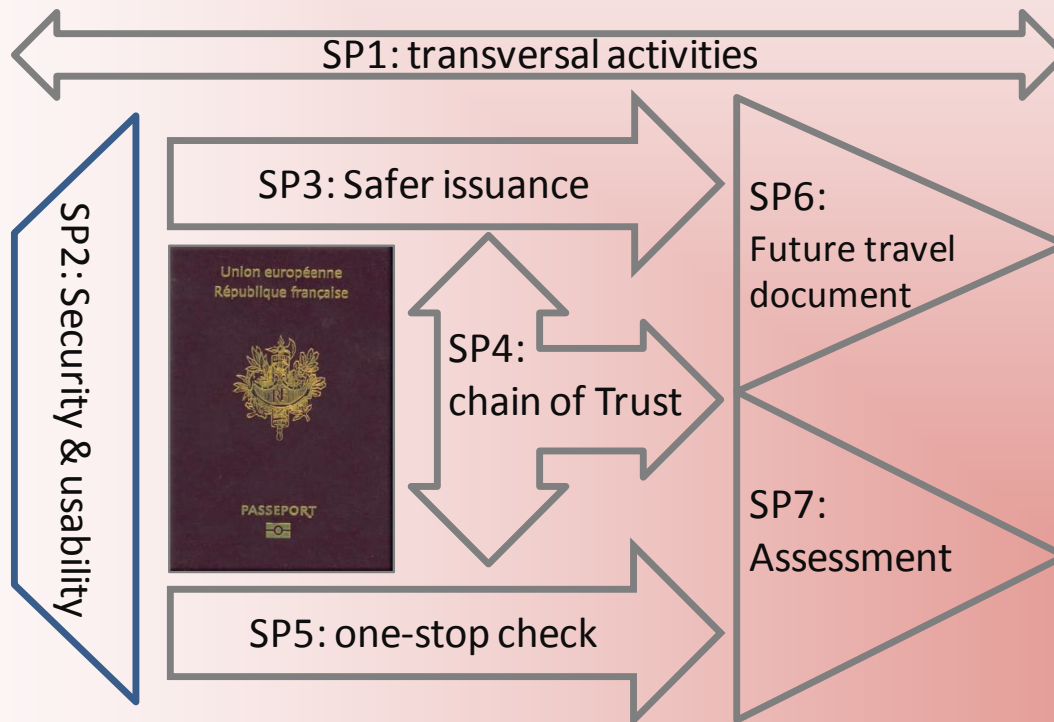 SP1: transversal activities
SP2: Security & usability
SP3: Safer issuance
Union européenne
République française
PASSEPORT
SP4:
chain of Trust
SP5: one-stop check
SP6:
Future travel
document
SP7:
Assessment